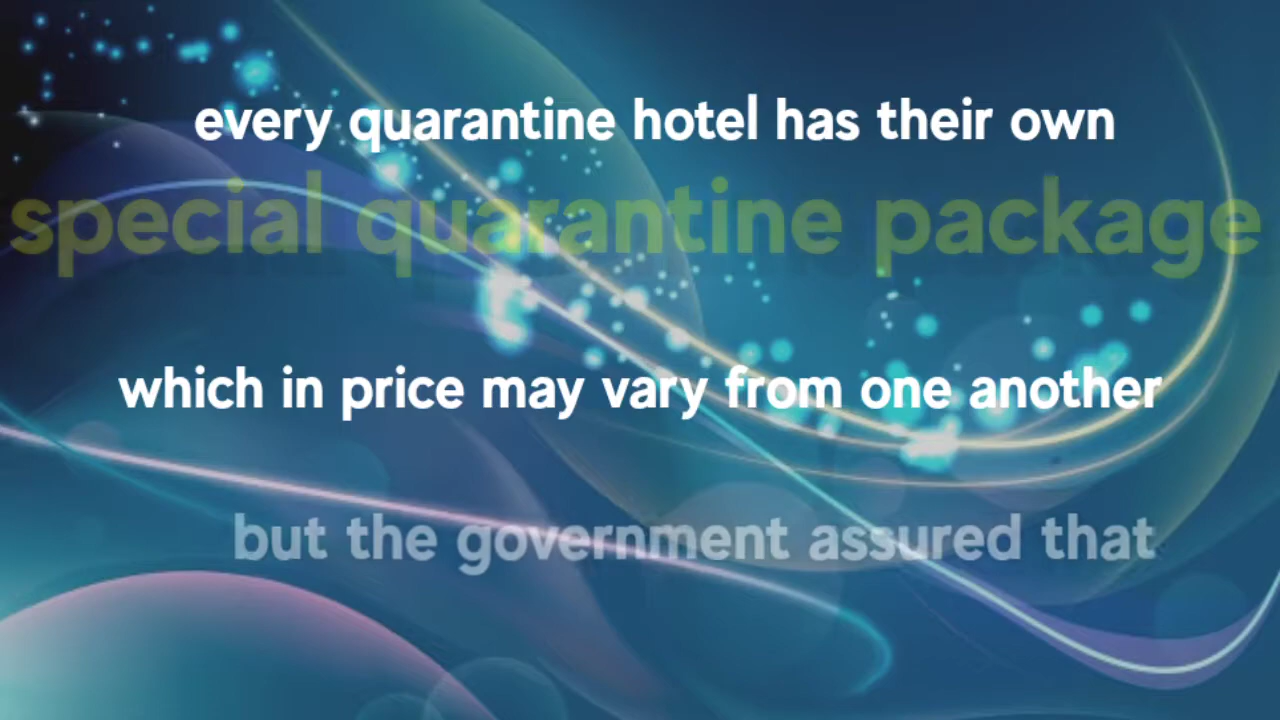 every quarantine hotel has their own
special quarantine package
which in price may vary from one another
but the government assured that